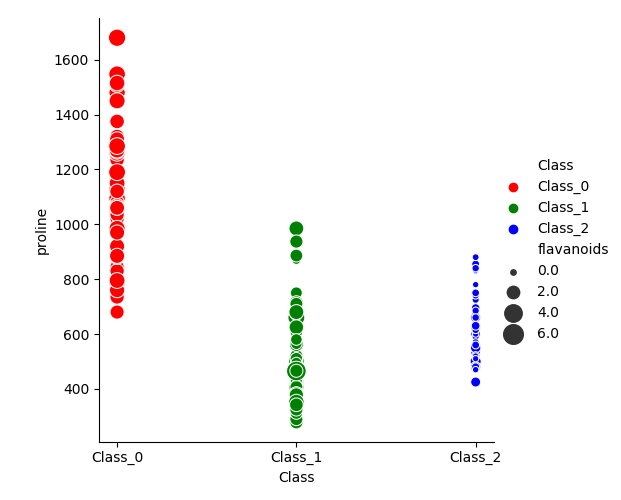 1600
1400
1200
1000
800
600
400
proline
Class_0
Class_1
Class_2
Class
Class
Class_0
Class_1
Class_2
flavanoids
0.0
2.0
4.0
6.0